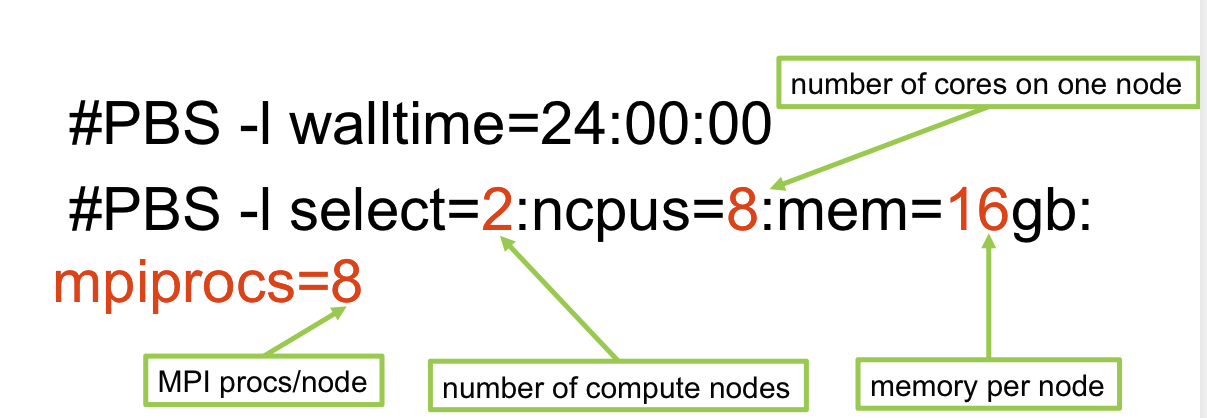 number of cores on one node
#PBS -l walltime=24:00:00
#PBS -l select=2:ncpus=8:mem=16gb:
mpiprocs=8
MPI procs/node
number of compute nodes
memory per node